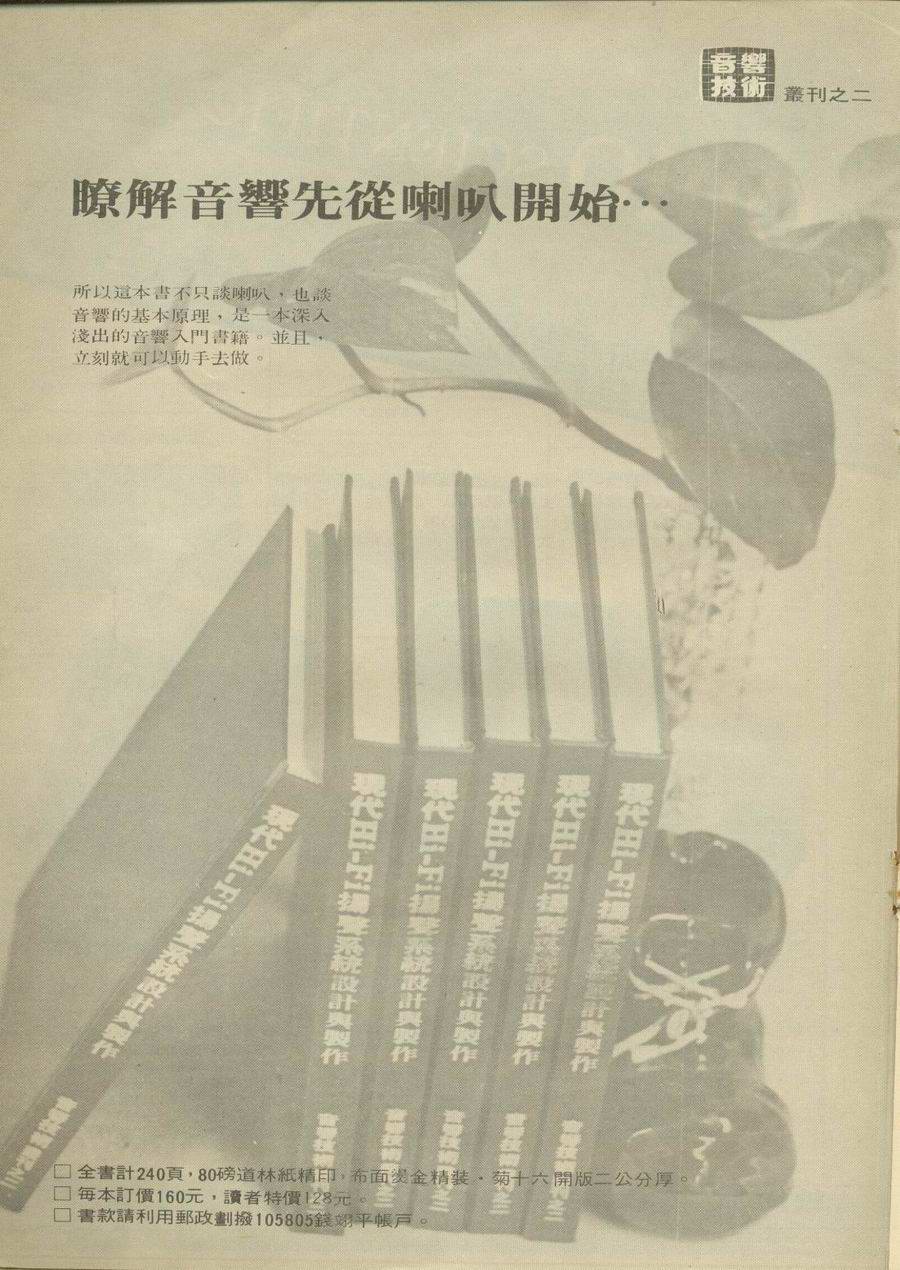 音響
技術
叢刊之二
瞭解音響先從喇叭開始…
所以這本書不只談喇叭，也談
音響的基本原理，是一本深入
淺出的音響入門書籍。並且，
立刻就可以動手去做。
現代Hi-Fi揚聲系統設計與製作
現代Hi-Fi揚聲系統設計與製作
現代Hi-Fi揚聲系統設計與製作
現代Hi-Fi揚聲系統設計與製作
現代Hi-Fi揚聲系統設計與製作
現代Hi-Fi揚聲系統設計與製作
□ 全書計240頁，80磅道林紙精印，布面燙金精裝・菊十六開版二公分厚。
□ 每本訂價160元，讀者特價128元。
□ 書款請利用郵政劃撥105805錢翊平帳戶。